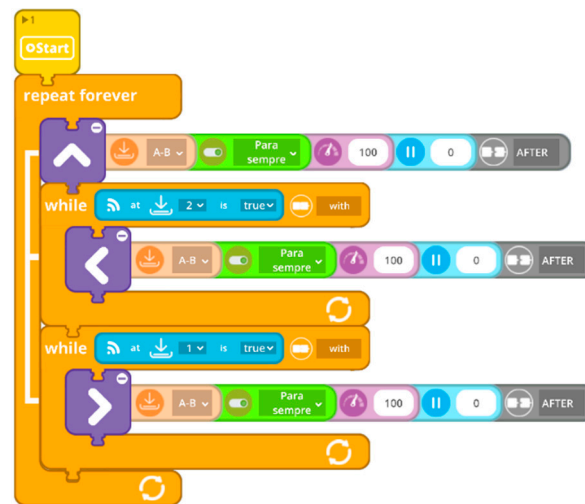 1
Start
repeat forever
A-B Para sempre 100 0 AFTER
while at 2 is true with
A-B Para sempre 100 0 AFTER
while at 1 is true with
A-B Para sempre 100 0 AFTER